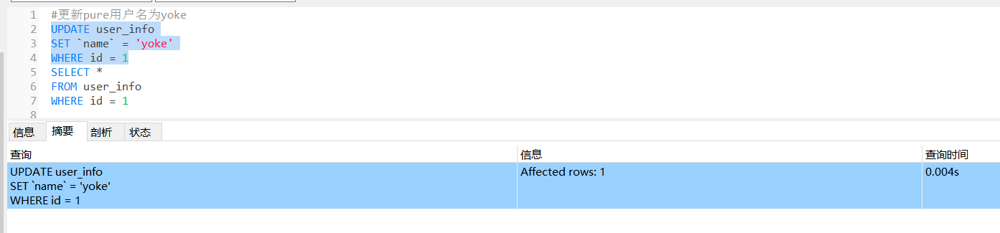 1 #更新pure用户名为yoke
2 UPDATE user_info
3 SET `name` = 'yoke'
4 WHERE id = 1
5 SELECT *
6 FROM user_info
7 WHERE id = 1
8
信息 摘要 剖析 状态
查询 信息 查询时间
UPDATE user_info Affected rows: 1 0.004s
SET `name` = 'yoke'
WHERE id = 1